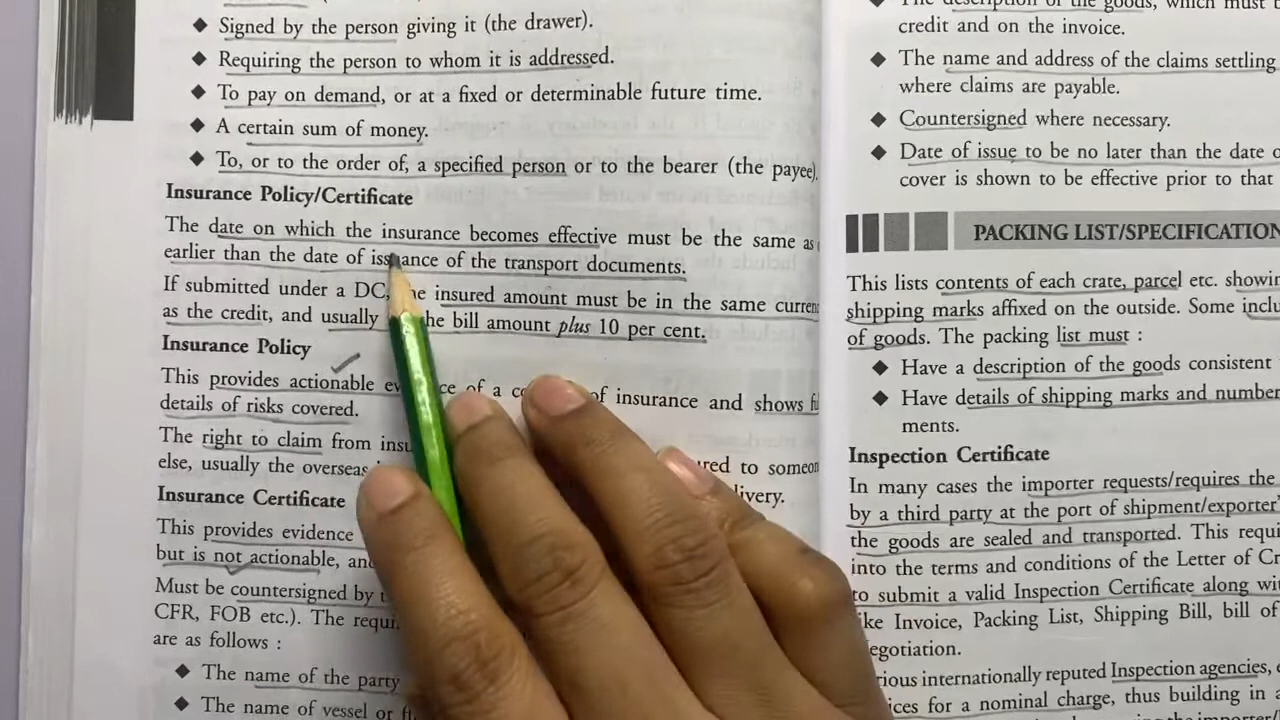 Signed by the person giving it (the drawer).
◆ Requiring the person to whom it is addressed.
◆ To pay on demand, or at a fixed or determinable future time.
◆ A certain sum of money.
◆ To, or to the order of, a specified person or to the bearer (the payee).
Insurance Policy/Certificate
The date on which the insurance becomes effective must be the same as
earlier than the date of issuance of the transport documents.
If submitted under a DC, insured amount must be in the same
as the credit, and usually the bill amount plus 10 per cent.
Insurance Policy
This provides actionable of a of insurance and shows
details of risks covered.
The right to claim from
else, usually the overseas
Insurance Certificate
This provides evidence
but is not actionable,
Must be countersigned by
CFR, FOB etc.). The
are as follows :
◆ The name of the party
◆ The name of vessel or
of the goods, which must
credit and on the invoice.
◆ The name and address of the claims settling
where claims are payable.
◆ Countersigned where necessary.
◆ Date of issue to be no later than the date
cover is shown to be effective prior to that
PACKING LIST/SPECIFICATION
This lists contents of each crate, parcel etc.
shipping marks affixed on the outside. Some
of goods. The packing list must :
◆ Have a description of the goods consistent
◆ Have details of shipping marks and
ments.
Inspection Certificate
In many cases the importer requests/requires the
by a third party at the port of shipment/exporter
the goods are sealed and transported. This
into the terms and conditions of the Letter of
to submit a valid Inspection Certificate along
Invoice, Packing List, Shipping Bill, bill of
internationally reputed Inspection agencies,
for a nominal charge, thus building in